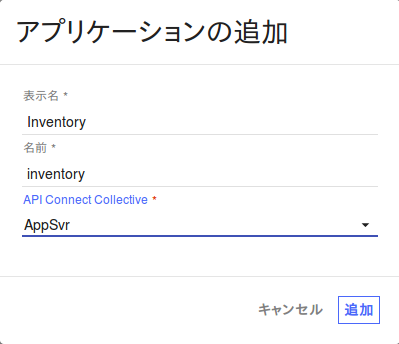 アプリケーションの追加
表示名 *
Inventory
名前 *
inventory
API Connect Collective *
AppSvr
キャンセル 追加